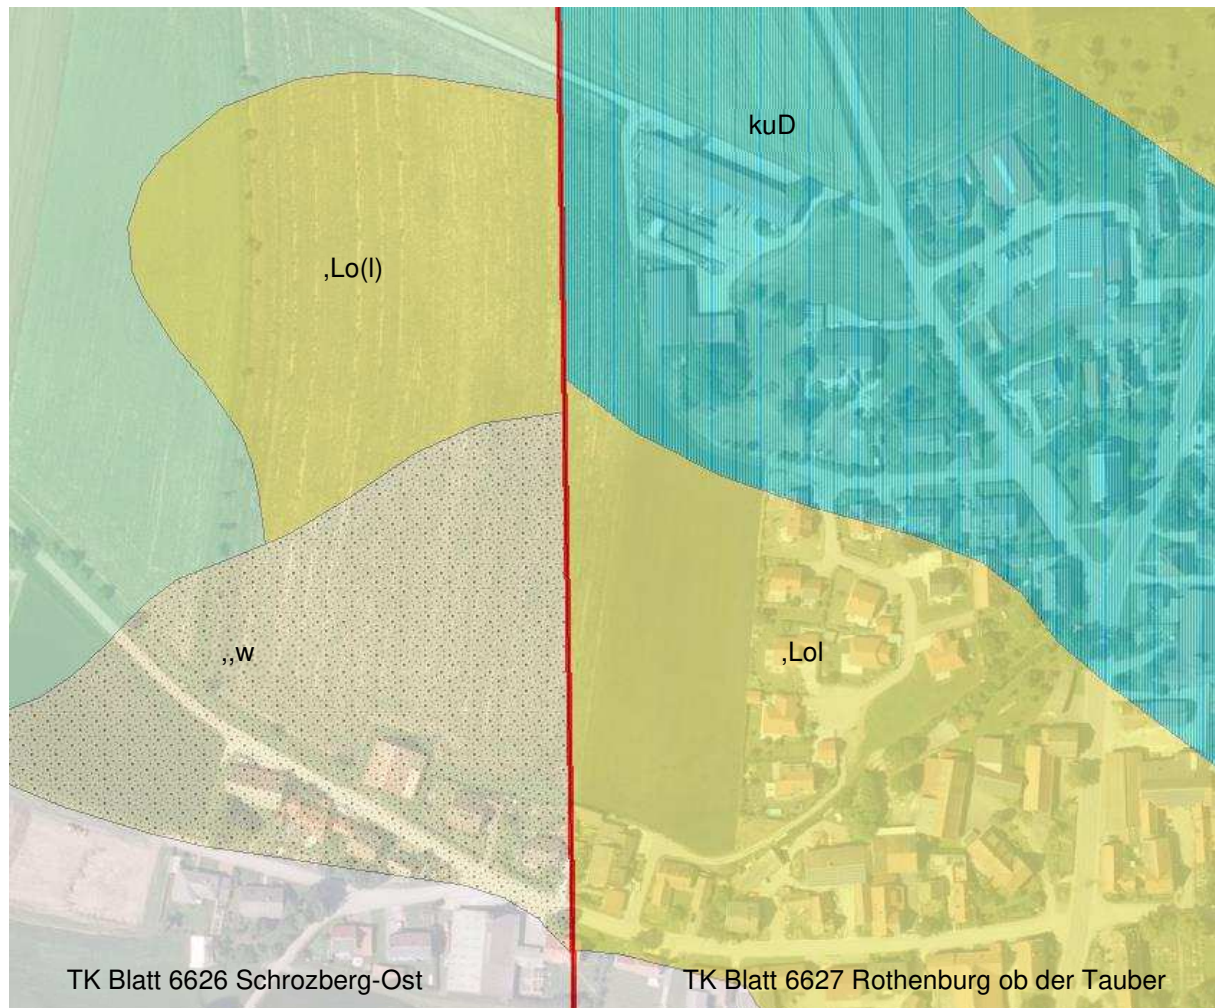 kuD
,Lo(l)
,,w
,Lol
TK Blatt 6626 Schrozberg-Ost
TK Blatt 6627 Rothenburg ob der Tauber